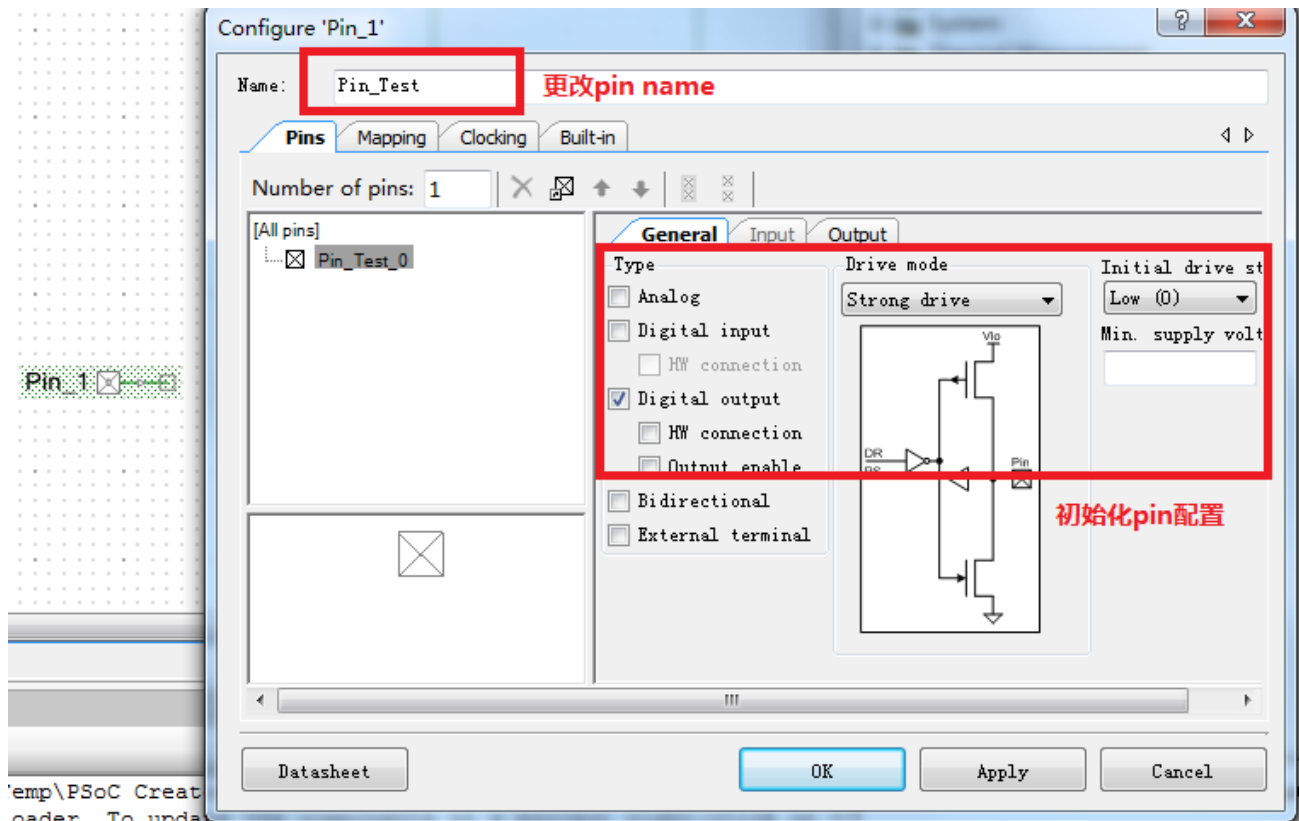 Configure 'Pin_1'
Name: Pin_Test 更改pin name
Pins Mapping Clocking Built-in
Number of pins: 1
[All pins]
Pin_Test_0
General Input Output
Type
Analog
Digital input
HW connection
Digital output
HW connection
Output enable
Bidirectional
External terminal
Drive mode
Strong drive
Vio
DR
PS
Pin
Initial drive st
Low (0)
Min. supply volt
初始化pin配置
Pin_1
Datasheet OK Apply Cancel
Temp\PSoC Creat
oader. To upda